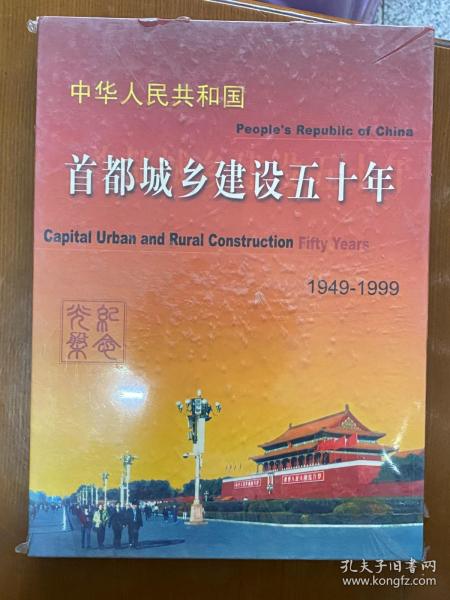 中华人民共和国
People's Republic of China
首都城乡建设五十年
Capital Urban and Rural Construction Fifty Years
1949-1999
纪念
光盘
孔夫子旧书网
www.kongfz.com